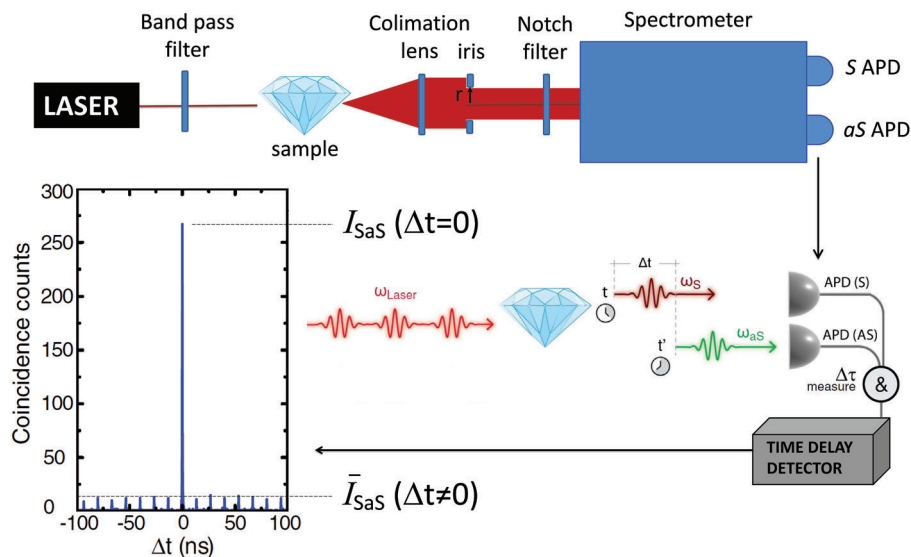 Band pass
filter
Colimation
lens
iris
Notch
filter
Spectrometer
LASER
sample
r
S APD
aS APD
300
250
200
150
100
50
0
Coincidence counts
-100
-50
0
50
100
Δt (ns)
I_SaS (Δt=0)
Ī_SaS (Δt≠0)
ω_Laser
Δt
t
ω_S
t'
ω_aS
APD (S)
APD (AS)
Δτ
measure
&
TIME DELAY
DETECTOR